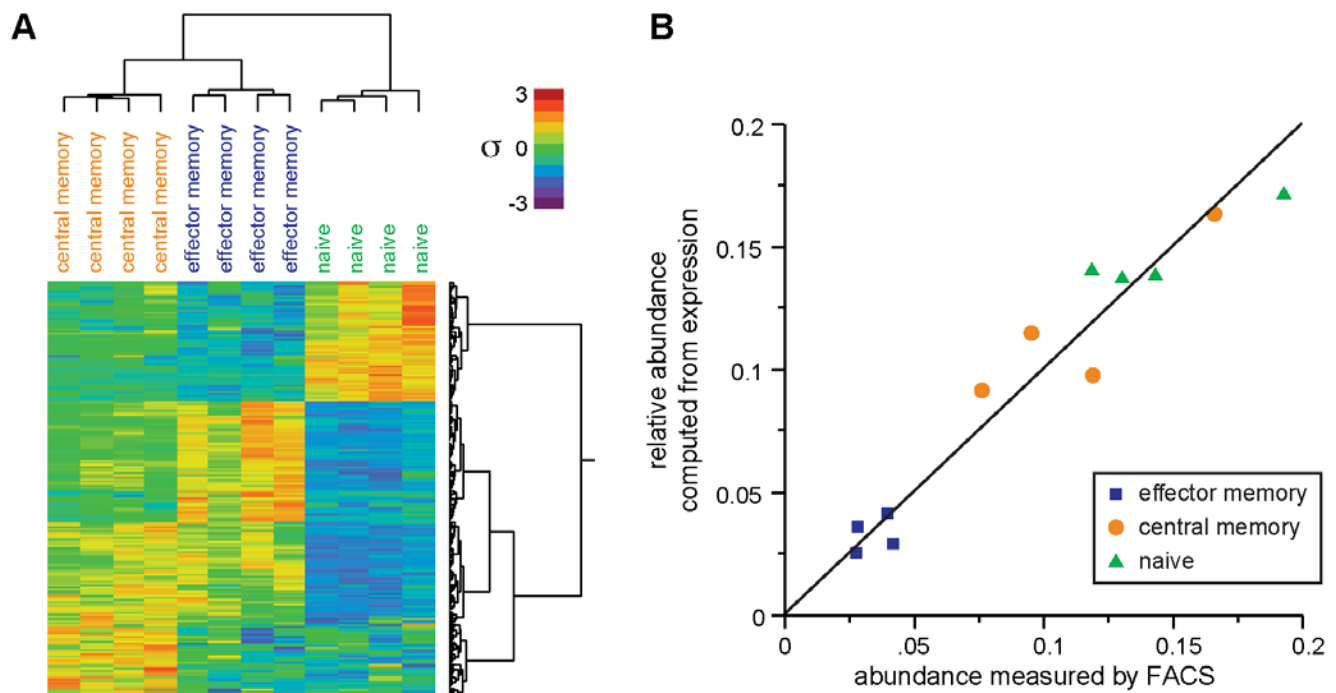 A
central memory
central memory
central memory
central memory
effector memory
effector memory
effector memory
effector memory
naive
naive
naive
naive
σ
3
0
-3
B
relative abundance
computed from expression
0.2
0.15
0.1
0.05
0
0
0.05
0.1
0.15
0.2
abundance measured by FACS
effector memory
central memory
naive